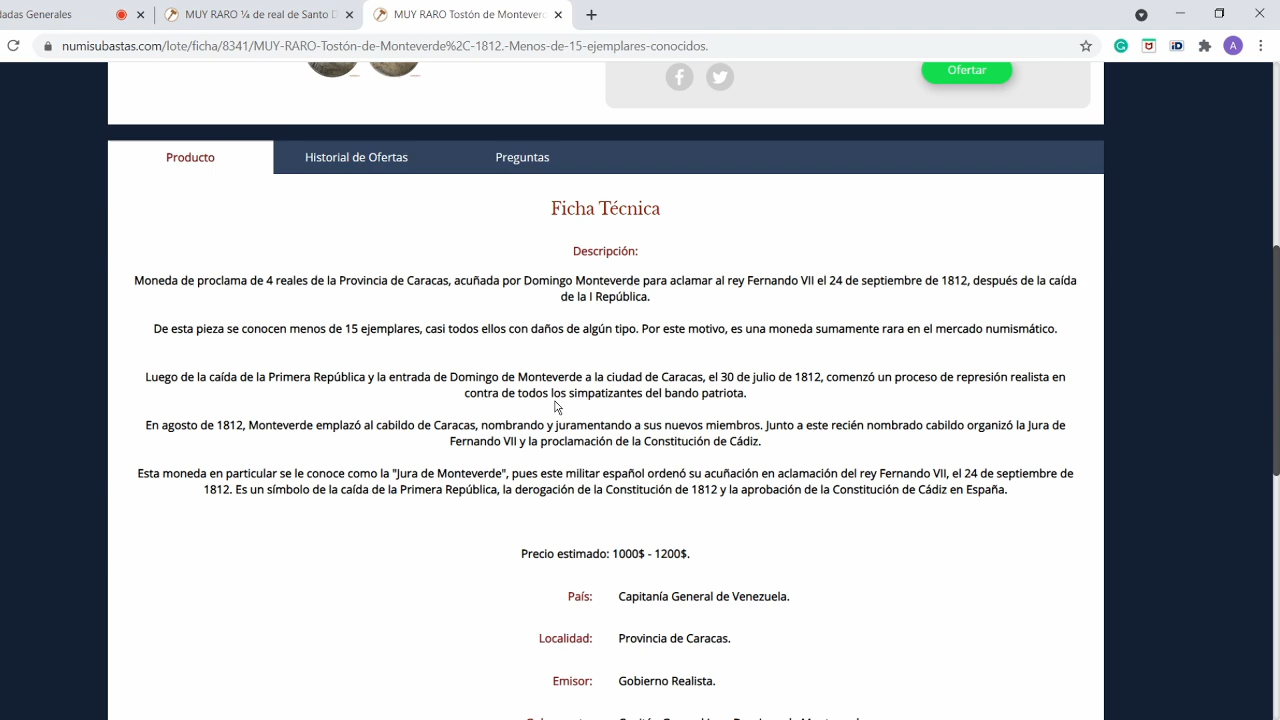 adas Generales
MUY RARO ¼ de real de Santo D
MUY RARO Tostón de Monteverd
numisubastas.com/lote/ficha/8341/MUY-RARO-Tostón-de-Monteverde%2C-1812.-Menos-de-15-ejemplares-conocidos.
Ofertar
Producto
Historial de Ofertas
Preguntas
Ficha Técnica
Descripción:
Moneda de proclama de 4 reales de la Provincia de Caracas, acuñada por Domingo Monteverde para aclamar al rey Fernando VII el 24 de septiembre de 1812, después de la caída
de la I República.
De esta pieza se conocen menos de 15 ejemplares, casi todos ellos con daños de algún tipo. Por este motivo, es una moneda sumamente rara en el mercado numismático.
Luego de la caída de la Primera República y la entrada de Domingo de Monteverde a la ciudad de Caracas, el 30 de julio de 1812, comenzó un proceso de represión realista en
contra de todos los simpatizantes del bando patriota.
En agosto de 1812, Monteverde emplazó al cabildo de Caracas, nombrando y juramentando a sus nuevos miembros. Junto a este recién nombrado cabildo organizó la Jura de
Fernando VII y la proclamación de la Constitución de Cádiz.
Esta moneda en particular se le conoce como la "Jura de Monteverde", pues este militar español ordenó su acuñación en aclamación del rey Fernando VII, el 24 de septiembre de
1812. Es un símbolo de la caída de la Primera República, la derogación de la Constitución de 1812 y la aprobación de la Constitución de Cádiz en España.
Precio estimado: 1000$ - 1200$.
País: Capitanía General de Venezuela.
Localidad: Provincia de Caracas.
Emisor: Gobierno Realista.